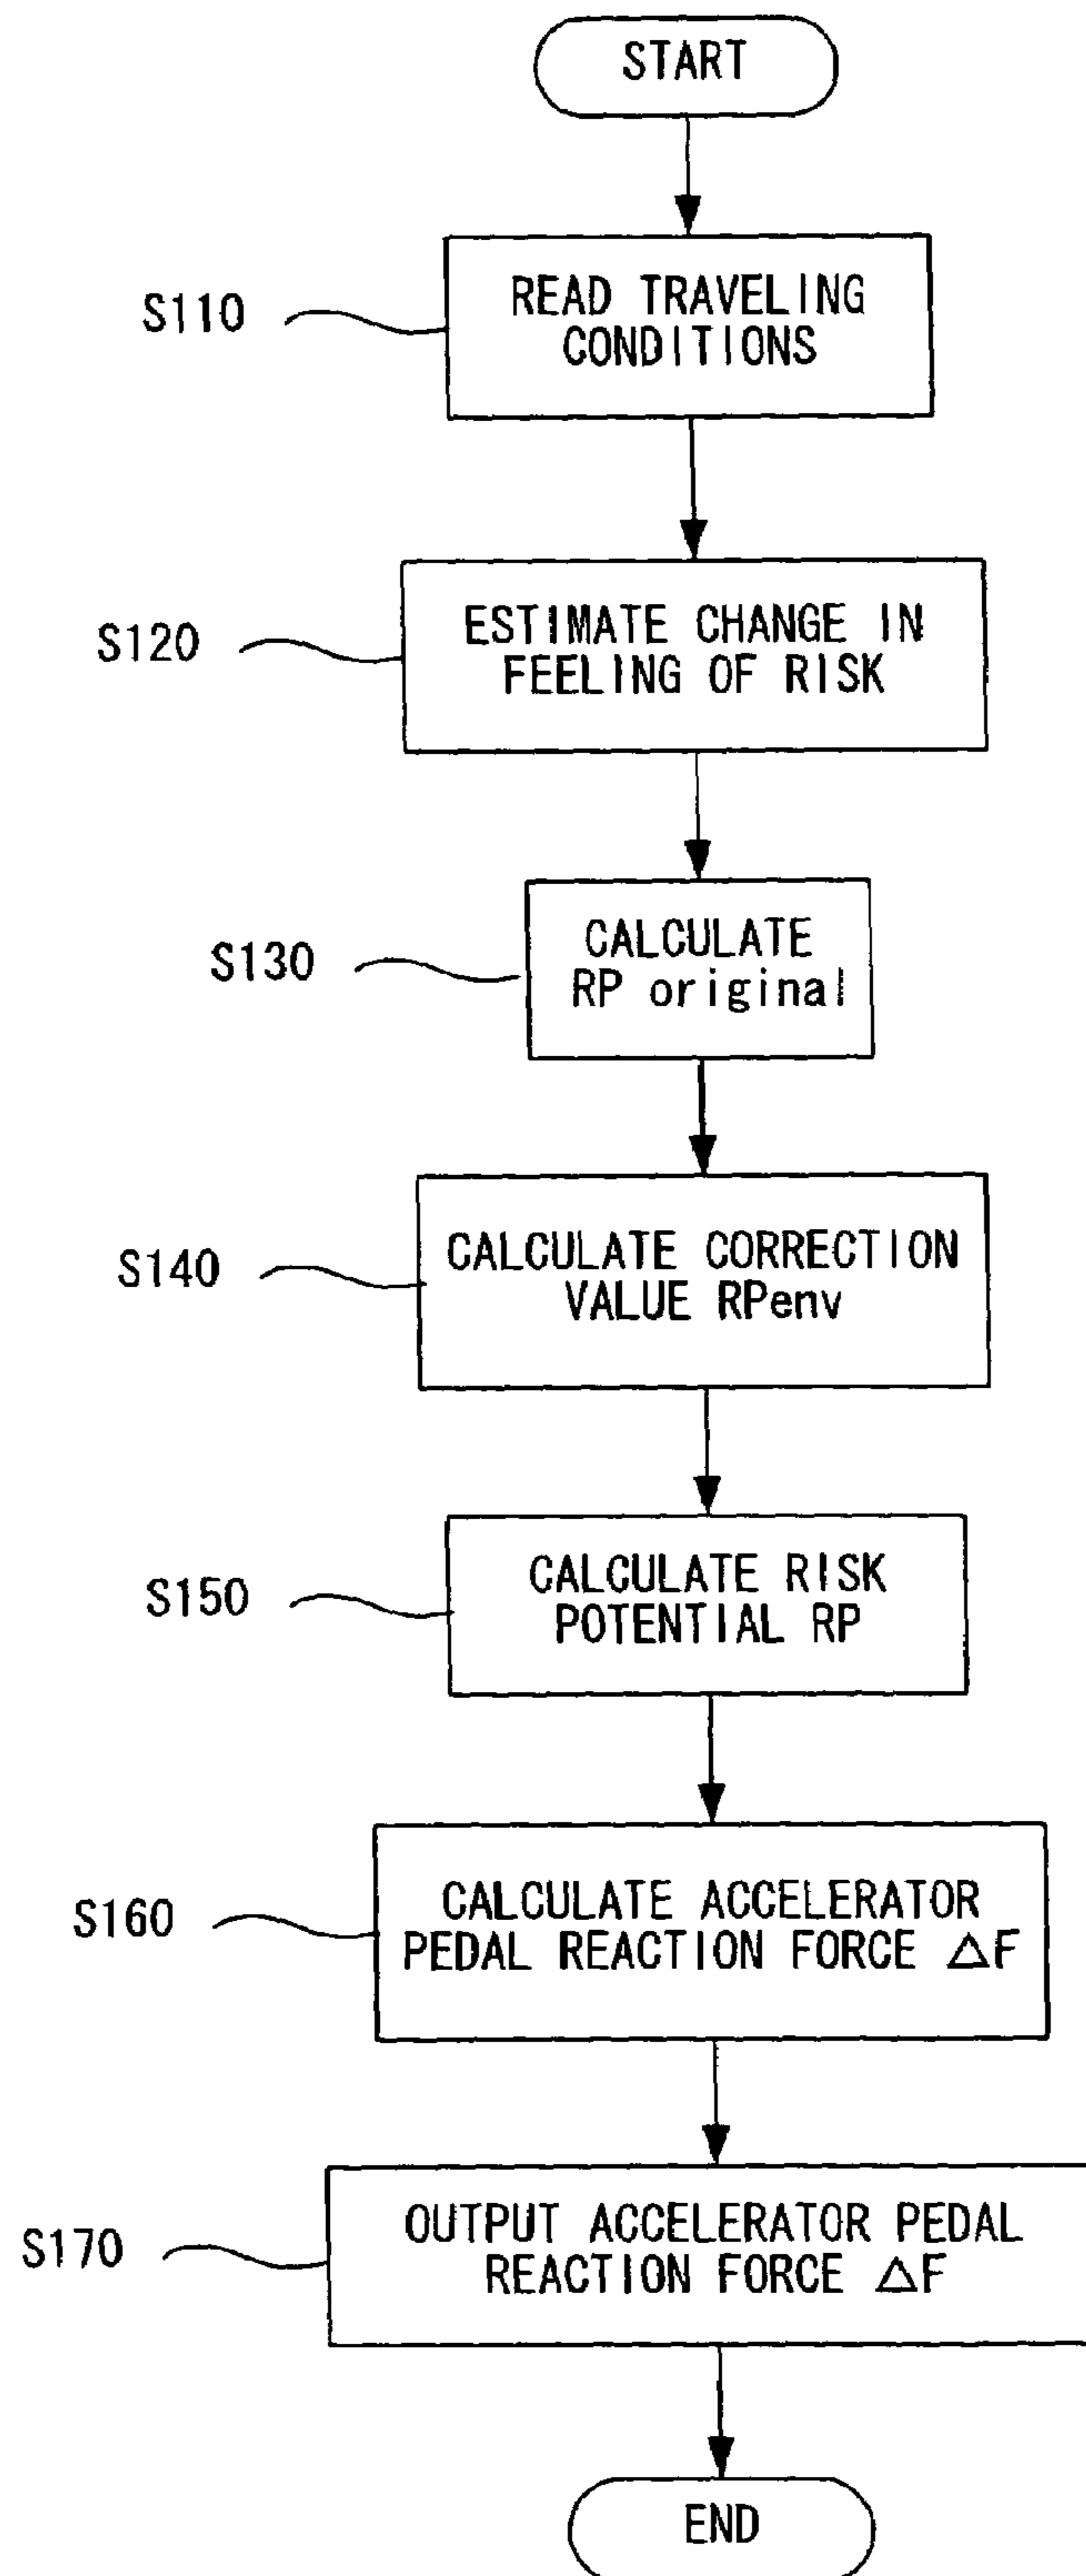 START
S110
READ TRAVELING
CONDITIONS
S120
ESTIMATE CHANGE IN
FEELING OF RISK
S130
CALCULATE
RP original
S140
CALCULATE CORRECTION
VALUE RPenv
S150
CALCULATE RISK
POTENTIAL RP
S160
CALCULATE ACCELERATOR
PEDAL REACTION FORCE △F
S170
OUTPUT ACCELERATOR PEDAL
REACTION FORCE △F
END